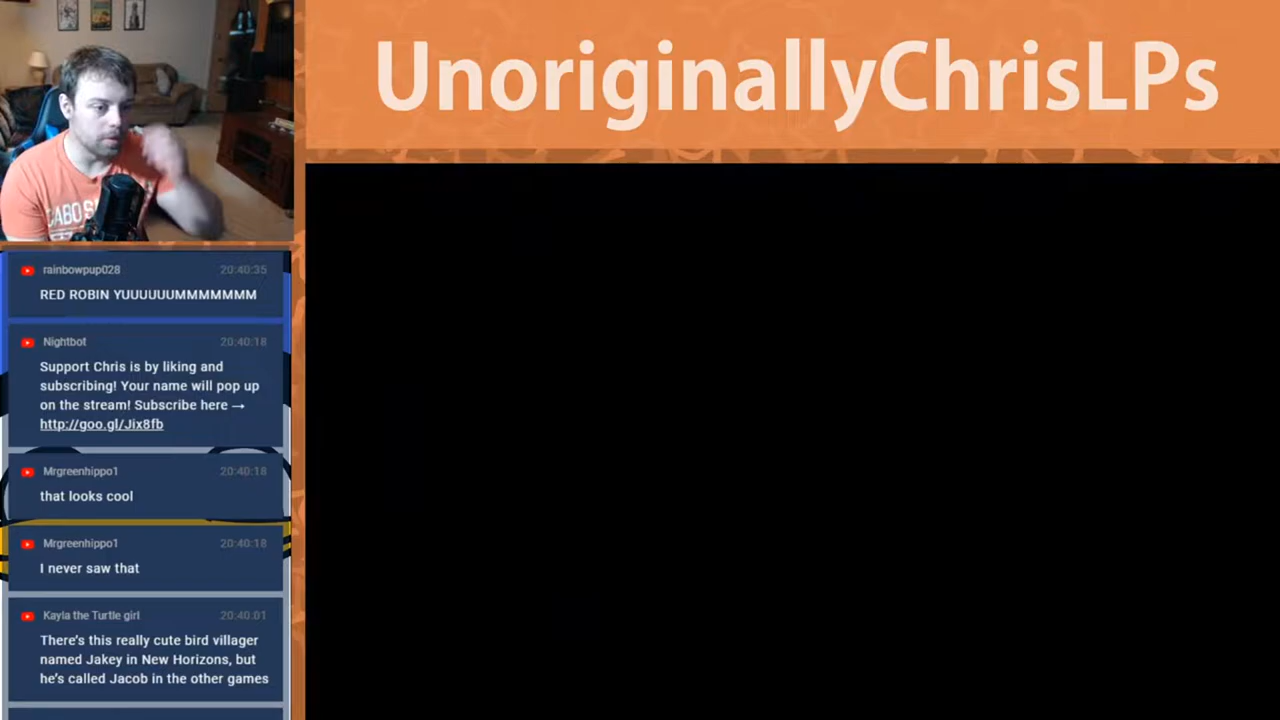 UnoriginallyChrisLPs
CABO S
rainbowpup028 20:40:35
RED ROBIN YUUUUUUMMMMMMM
Nightbot 20:40:18
Support Chris is by liking and
subscribing! Your name will pop up
on the stream! Subscribe here →
http://goo.gl/Jix8fb
Mrgreenhippo1 20:40:18
that looks cool
Mrgreenhippo1 20:40:18
I never saw that
Kayla the Turtle girl 20:40:01
There's this really cute bird villager
named Jakey in New Horizons, but
he's called Jacob in the other games